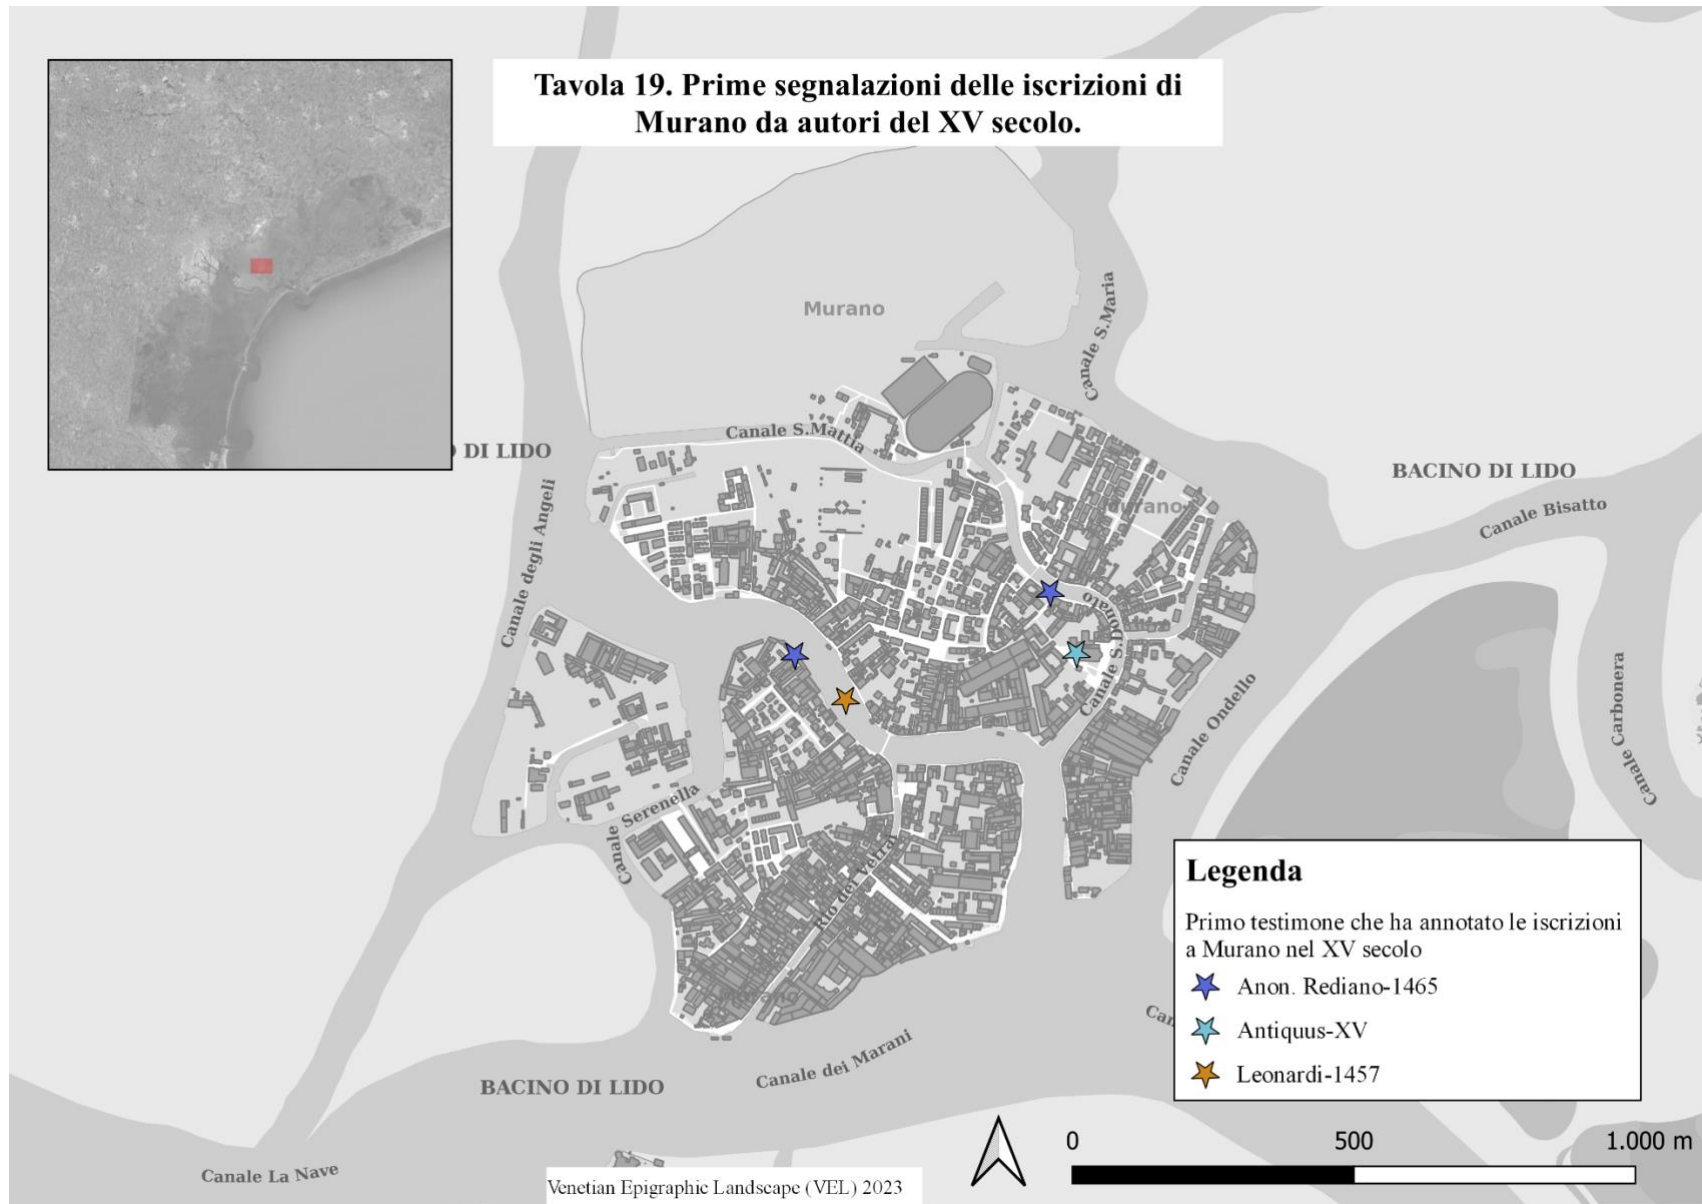 Tavola 19. Prime segnalazioni delle iscrizioni di
Murano da autori del XV secolo.
Murano
Canale S.Maria
Canale S.Mattia
DI LIDO
BACINO DI LIDO
Canale Bisatto
Canale degli Angeli
Murano
Canale S.Donato
Canale Ondello
Canale Carbonera
Canale Serenella
Rio dei Vetrai
Murano
Canale dei Marani
BACINO DI LIDO
Canale La Nave
Legenda
Primo testimone che ha annotato le iscrizioni
a Murano nel XV secolo
Anon. Rediano-1465
Antiquus-XV
Leonardi-1457
Can
0 500 1.000 m
Venetian Epigraphic Landscape (VEL) 2023